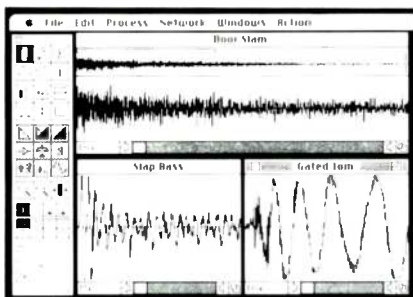 File Edit Process Network Windows Action
Door Slam
Slap Bass
Gated Tom